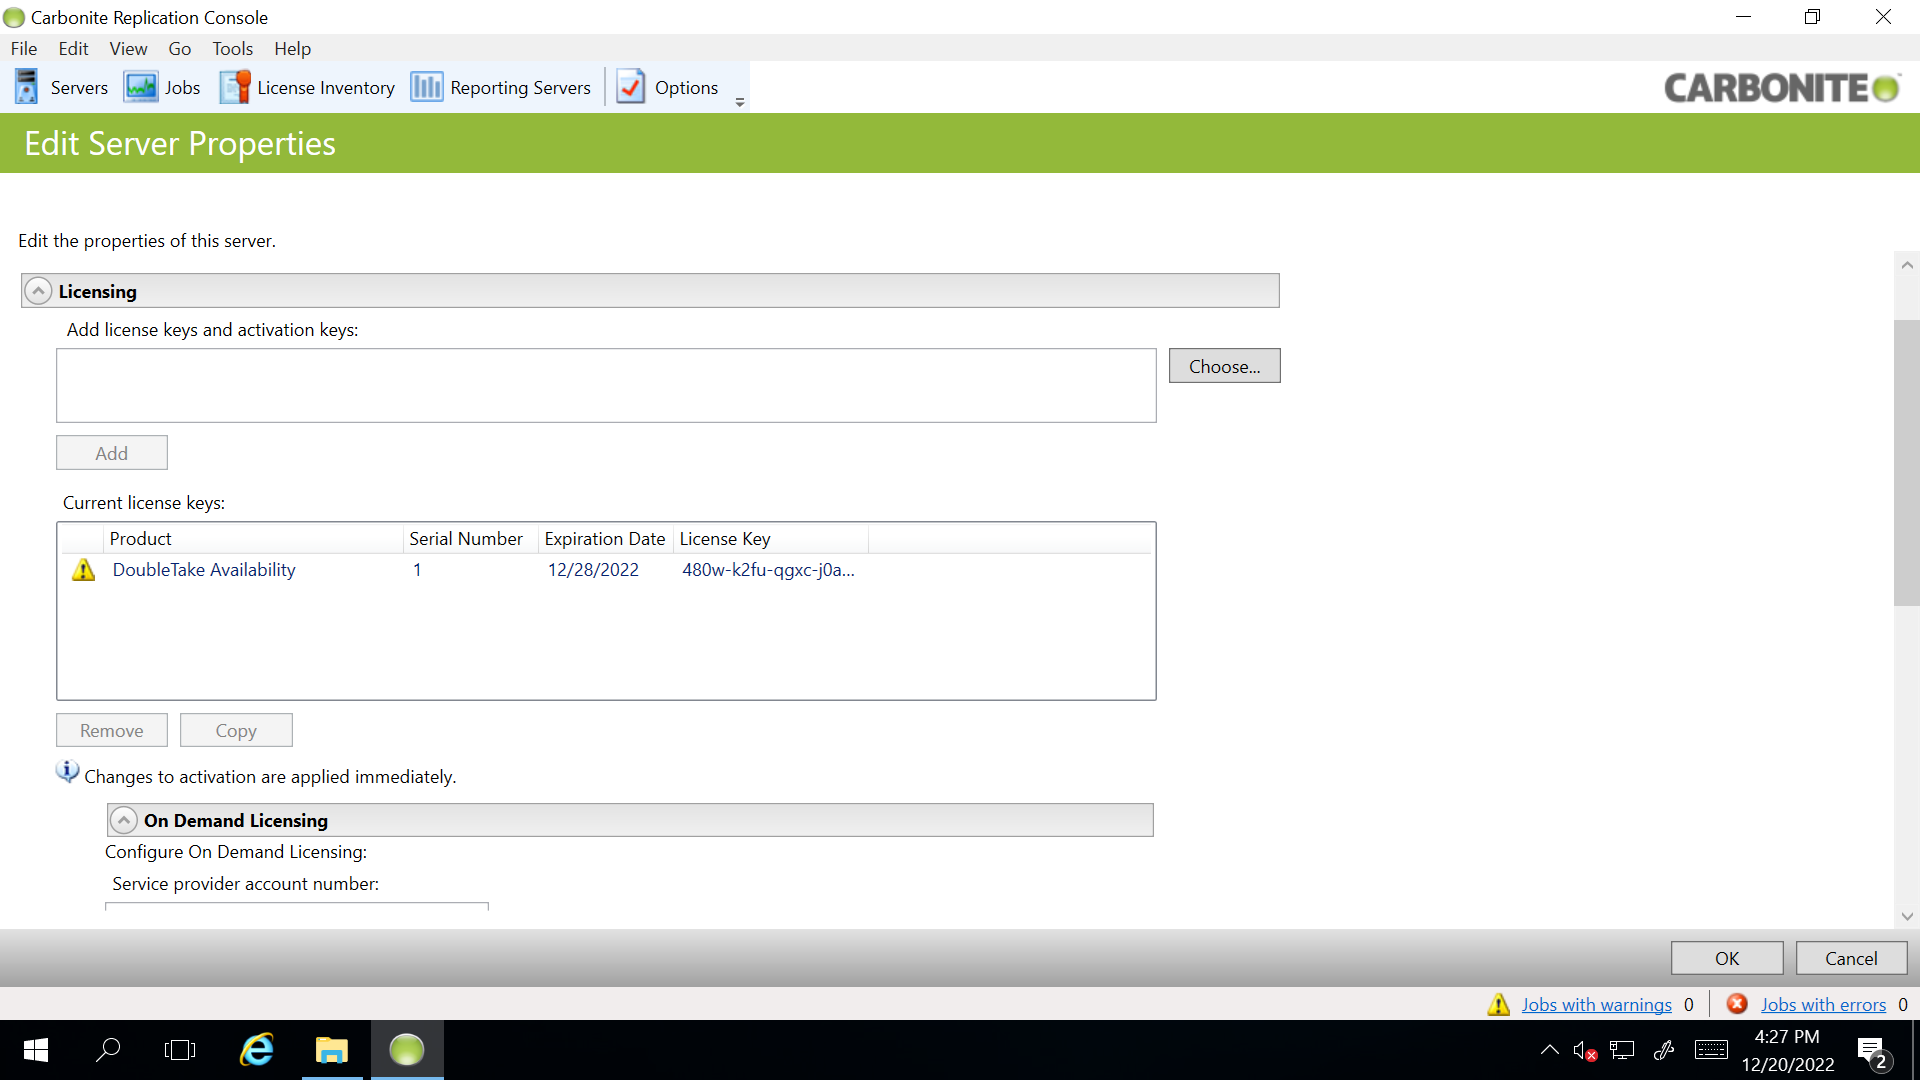 Carbonite Replication Console
File Edit View Go Tools Help
Servers Jobs License Inventory Reporting Servers Options
CARBONITE
Edit Server Properties
Edit the properties of this server.
Licensing
Add license keys and activation keys:
Choose...
Add
Current license keys:
Product Serial Number Expiration Date License Key
DoubleTake Availability 1 12/28/2022 480w-k2fu-qgxc-j0a...
Remove Copy
Changes to activation are applied immediately.
On Demand Licensing
Configure On Demand Licensing:
Service provider account number:
OK Cancel
Jobs with warnings 0 Jobs with errors 0
4:27 PM
12/20/2022
2